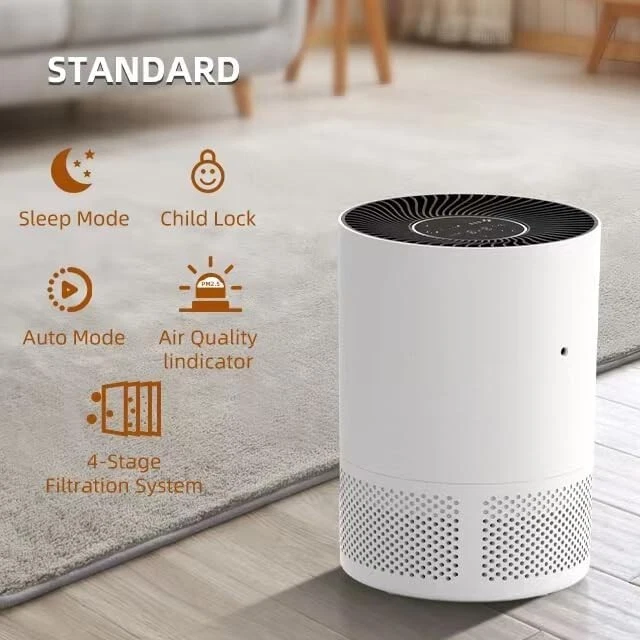 STANDARD
Sleep Mode
Child Lock
PM2.5
Auto Mode
Air Quality
lindicator
4-Stage
Filtration System